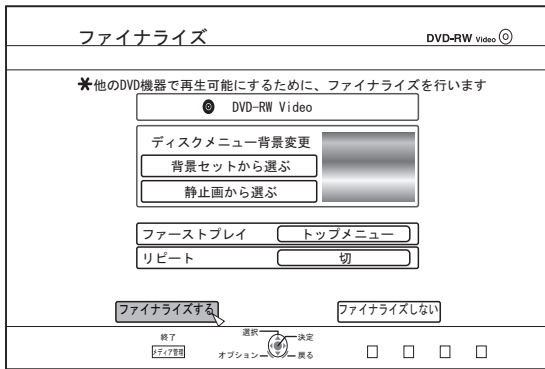 ファイナライズ
DVD-RW Video
*他のDVD機器で再生可能にするために、ファイナライズを行います
DVD-RW Video
ディスクメニュー背景変更
背景セットから選ぶ
静止画から選ぶ
ファーストプレイ トップメニュー
リピート 切
ファイナライズする ファイナライズしない
終了 選択 決定
メディア管理 オプション 戻る